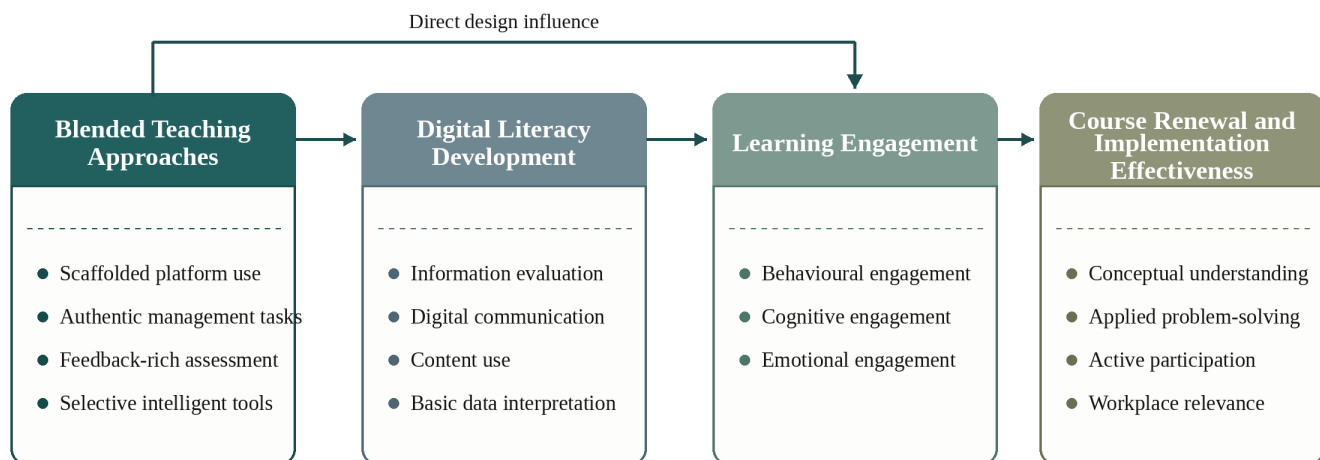 Direct design influence
Blended Teaching
Approaches
Scaffolded platform use
Authentic management tasks
Feedback-rich assessment
Selective intelligent tools
Digital Literacy
Development
Information evaluation
Digital communication
Content use
Basic data interpretation
Learning Engagement
Behavioural engagement
Cognitive engagement
Emotional engagement
Course Renewal and
Implementation
Effectiveness
Conceptual understanding
Applied problem-solving
Active participation
Workplace relevance